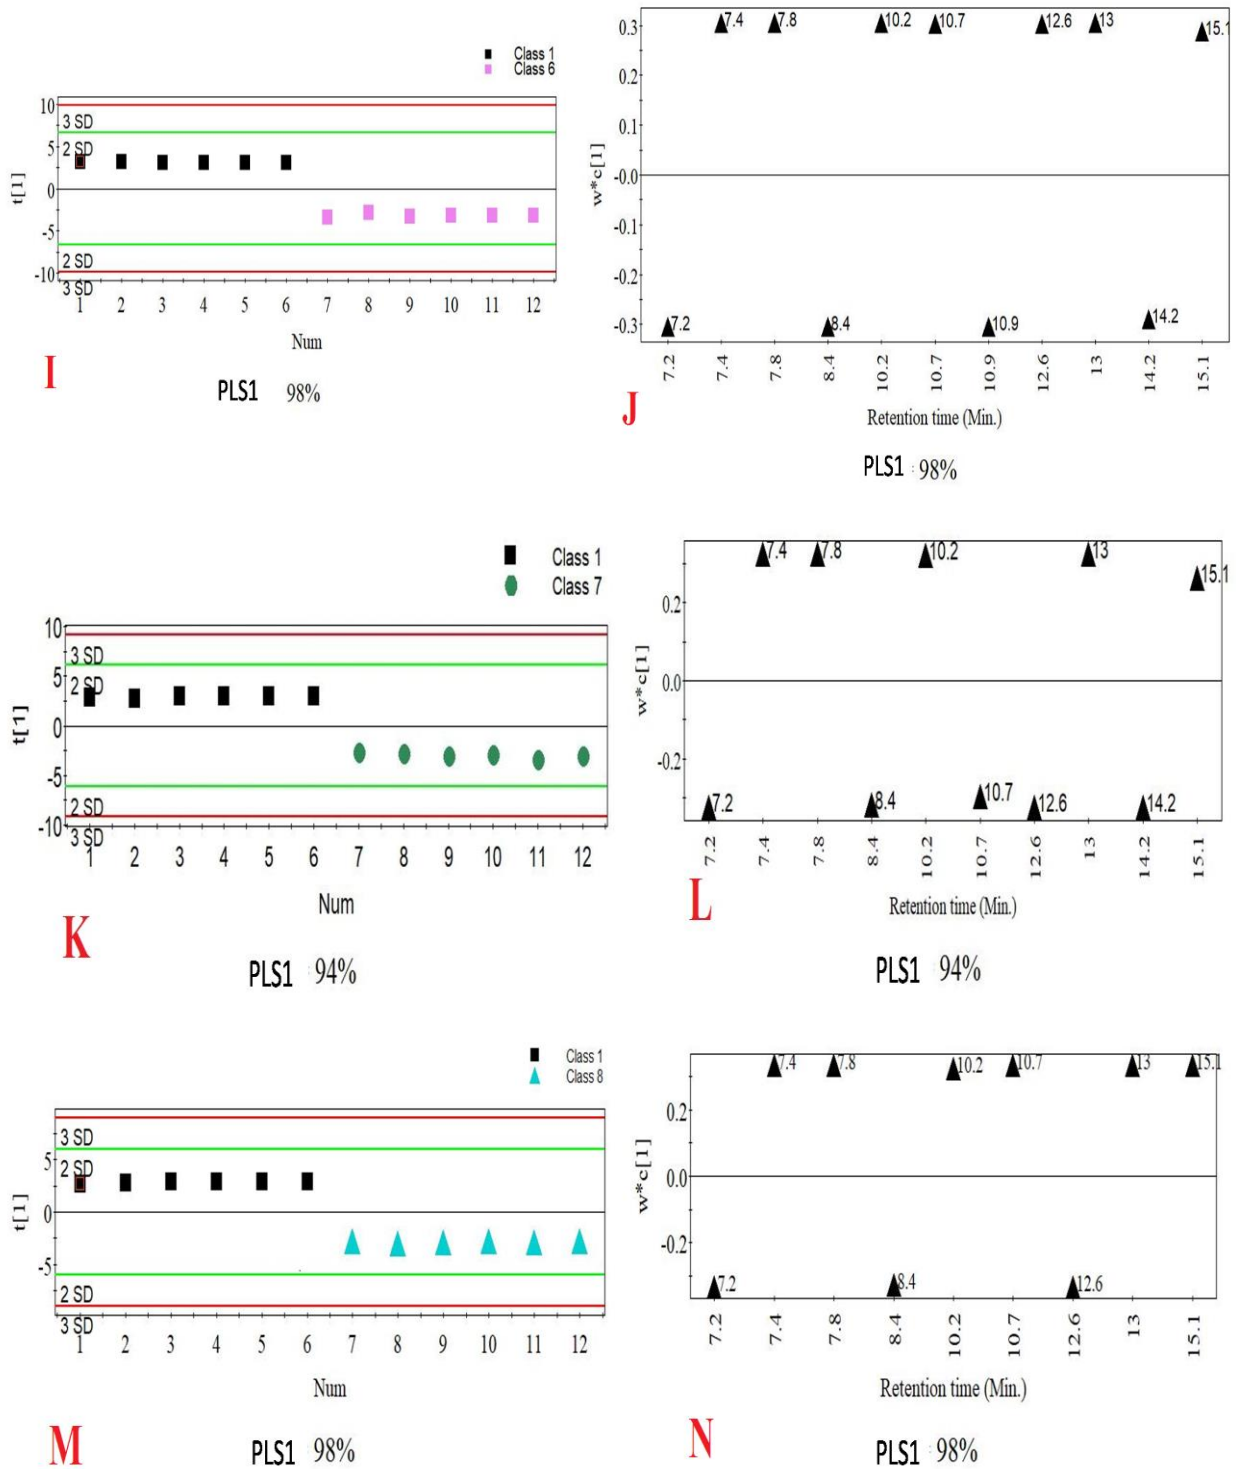 Class 1
Class 6
10
3 SD
2 SD
5
0
-5
2 SD
-10
3 SD
t[1]
1 2 3 4 5 6 7 8 9 10 11 12
Num
I
PLS1 98%
0.3
0.2
0.1
-0.0
-0.1
-0.2
-0.3
w*c[1]
7.4 7.8 10.2 10.7 12.6 13 15.1
7.2 8.4 10.9 14.2
7.2 7.4 7.8 8.4 10.2 10.7 10.9 12.6 13 14.2 15.1
Retention time (Min.)
J
PLS1 : 98%
Class 1
Class 7
10
3 SD
5
2 SD
0
-5
2 SD
-10
3 SD
t[1]
1 2 3 4 5 6 7 8 9 10 11 12
Num
K
PLS1 : 94%
0.2
0.0
-0.2
w*c[1]
7.4 7.8 10.2 13 15.1
7.2 8.4 10.7 12.6 14.2
7.2 7.4 7.8 8.4 10.2 10.7 12.6 13 14.2 15.1
Retention time (Min.)
L
PLS1 : 94%
Class 1
Class 8
3 SD
5
2 SD
0
-5
2 SD
3 SD
t[1]
1 2 3 4 5 6 7 8 9 10 11 12
Num
M
PLS1 : 98%
0.2
0.0
-0.2
w*c[1]
7.4 7.8 10.2 10.7 13 15.1
7.2 8.4 12.6
7.2 7.4 7.8 8.4 10.2 10.7 12.6 13 15.1
Retention time (Min.)
N
PLS1 : 98%